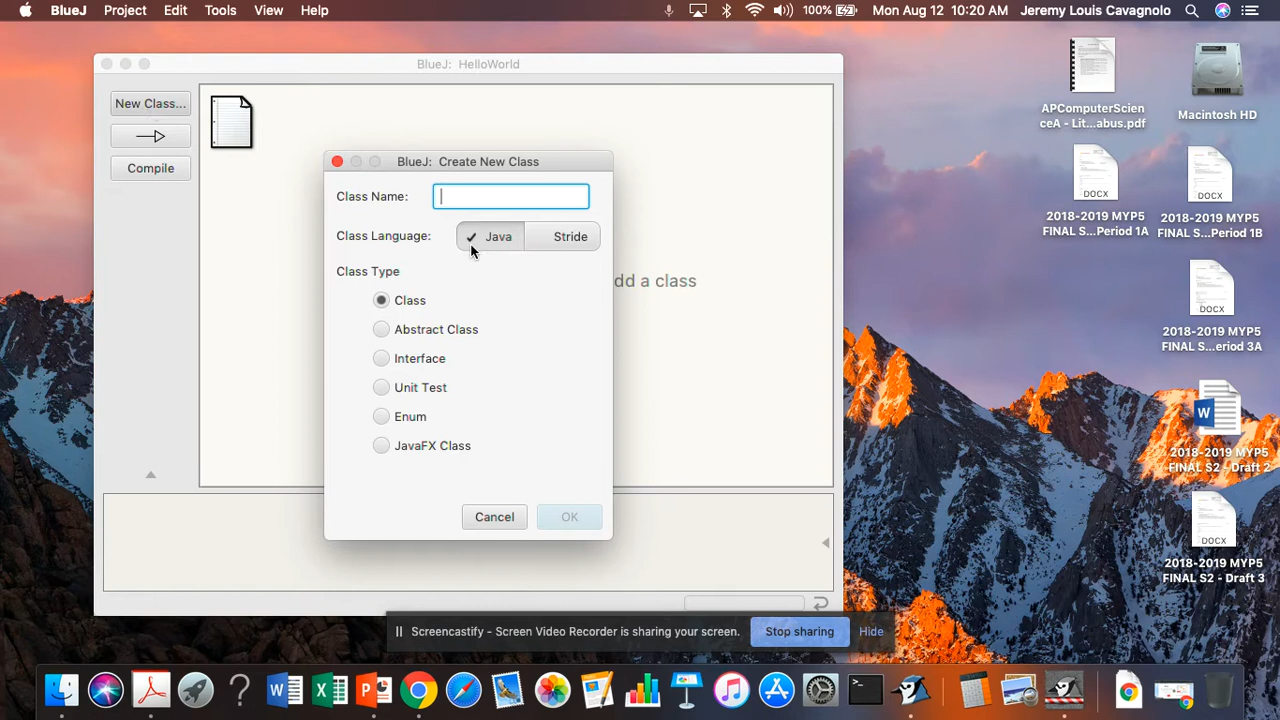 BlueJ Project Edit Tools View Help 100% Mon Aug 12 10:20 AM Jeremy Louis Cavagnolo
BlueJ: HelloWorld
New Class...
Compile
dd a class
BlueJ: Create New Class
Class Name:
Class Language: Java Stride
Class Type
Class
Abstract Class
Interface
Unit Test
Enum
JavaFX Class
Cancel OK
APComputerScien
ceA - Lit...abus.pdf
Macintosh HD
DOCX
2018-2019 MYP5
FINAL S...Period 1A
DOCX
2018-2019 MYP5
FINAL S...Period 1B
DOCX
2018-2019 MYP5
FINAL S...eriod 3A
W
2018-2019 MYP5
FINAL S2 - Draft 2
DOCX
2018-2019 MYP5
FINAL S2 - Draft 3
Screencastify - Screen Video Recorder is sharing your screen. Stop sharing Hide